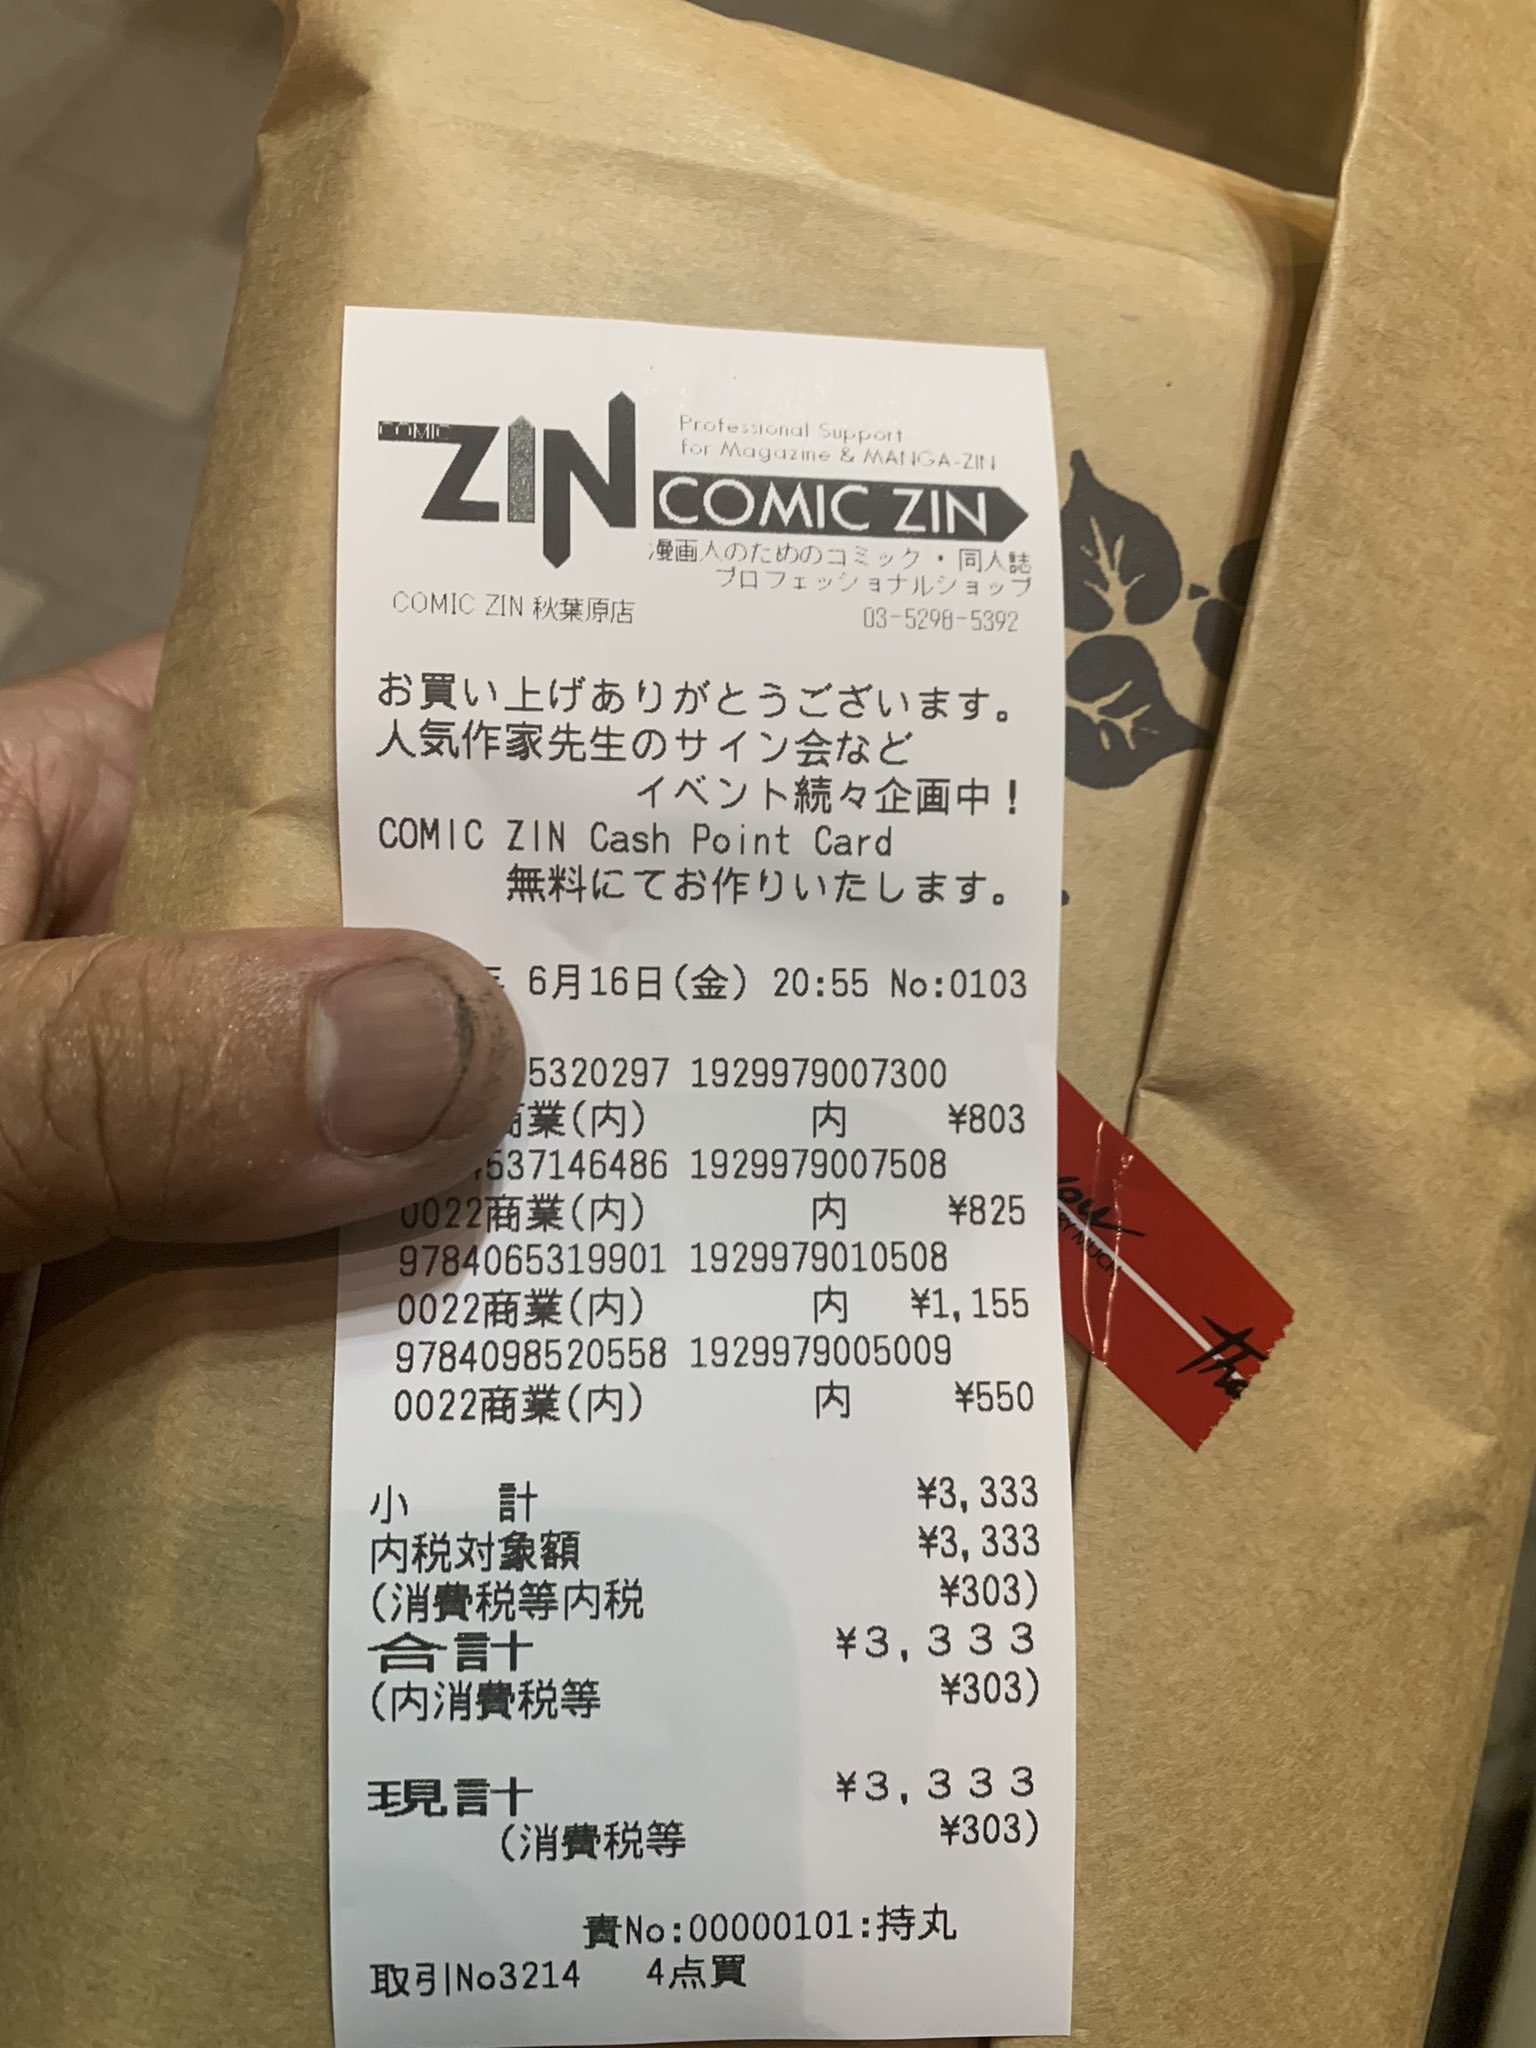 COMIC
ZIN
Professional Support
for Magazine & MANGA-ZIN
COMIC ZIN
漫画人のためのコミック・同人誌
プロフェッショナルショップ
COMIC ZIN 秋葉原店 03-5298-5392
お買い上げありがとうございます。
人気作家先生のサイン会など
イベント続々企画中!
COMIC ZIN Cash Point Card
無料にてお作りいたします。
年 6月16日(金) 20:55 No:0103
5320297 1929979007300
商業(内) 内 ¥803
4537146486 1929979007508
0022商業(内) 内 ¥825
9784065319901 1929979010508
0022商業(内) 内 ¥1,155
9784098520558 1929979005009
0022商業(内) 内 ¥550
小 計 ¥3,333
内税対象額 ¥3,333
(消費税等内税 ¥303)
合計 ¥3,333
(内消費税等 ¥303)
現計 ¥3,333
(消費税等 ¥303)
責No:00000101:持丸
取引No3214 4点買
you
MUCH
Tha